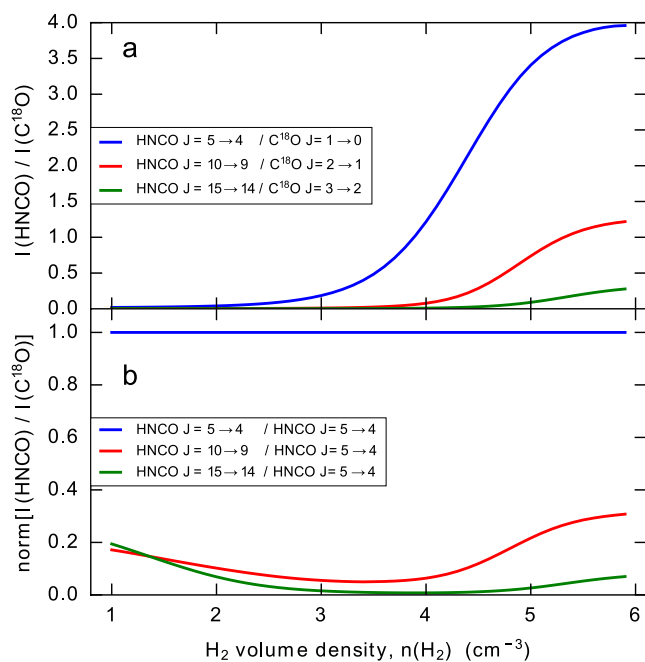 a
4.0
3.5
3.0
2.5
2.0
1.5
1.0
0.5
0.0
I(HNCO) / I(C¹⁸O)
HNCO J = 5→4 / C¹⁸O J = 1→0
HNCO J = 10→9 / C¹⁸O J=2→1
HNCO J = 15→14 / C¹⁸O J=3→2
b
1.0
0.8
0.6
0.4
0.2
0.0
norm[I(HNCO) / I(C¹⁸O)]
HNCO J = 5→4 / HNCO J= 5→4
HNCO J = 10→9 / HNCO J= 5→4
HNCO J = 15→14 / HNCO J= 5→4
1 2 3 4 5 6
H₂ volume density, n(H₂) (cm⁻³)